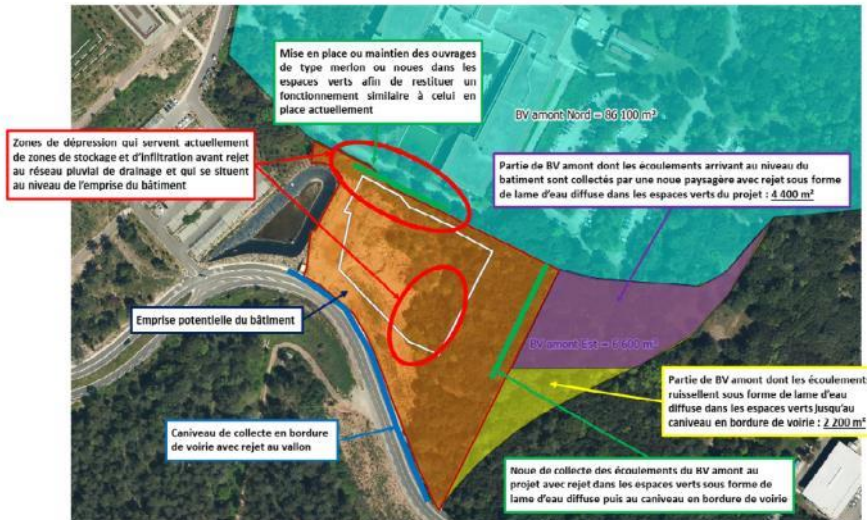 Mise en place ou maintien des ouvrages
de type merlon ou noues dans les
espaces verts afin de restituer un
fonctionnement similaire à celui en
place actuellement
BV amont Nord = 86 100 m²
Zones de dépression qui servent actuellement
de zones de stockage et d'infiltration avant rejet
au réseau pluvial de drainage et qui se situent
au niveau de l'emprise du bâtiment
Partie de BV amont dont les écoulements arrivant au niveau du
batiment sont collectés par une noue paysagère avec rejet sous forme
de lame d'eau diffuse dans les espaces verts du projet : 4 400 m²
Emprise potentielle du bâtiment
BV amont Est = 6 600 m²
Partie de BV amont dont les écoulements
ruissellent sous forme de lame d'eau
diffuse dans les espaces verts jusqu'au
caniveau en bordure de voirie : 2 200 m²
Caniveau de collecte en bordure
de voirie avec rejet au vallon
Noue de collecte des écoulements du BV amont au
projet avec rejet dans les espaces verts sous forme de
lame d'eau diffuse puis au caniveau en bordure de voirie